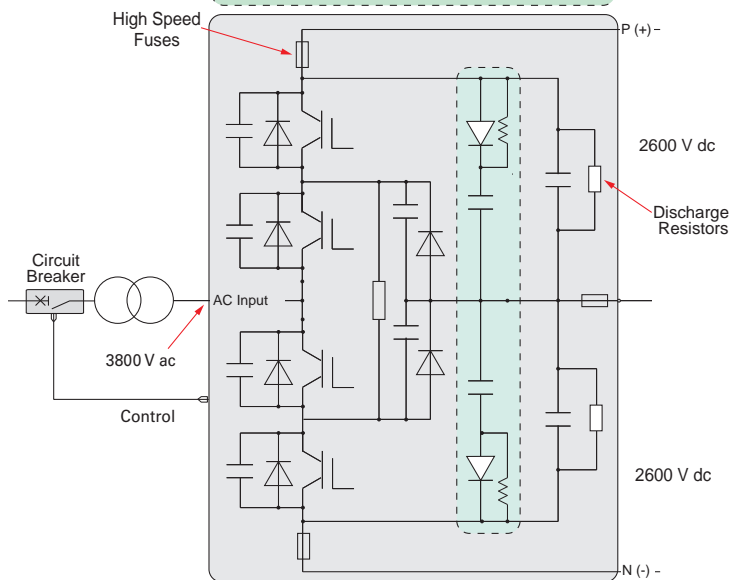 High Speed
Fuses
P (+)
2600 V dc
Discharge
Resistors
Circuit
Breaker
AC Input
3800 V ac
Control
2600 V dc
N (-)